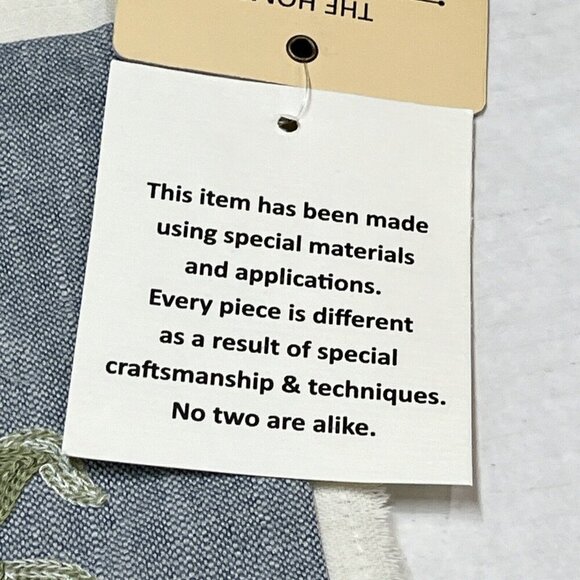 THE
This item has been made
using special materials
and applications.
Every piece is different
as a result of special
craftsmanship & techniques.
No two are alike.